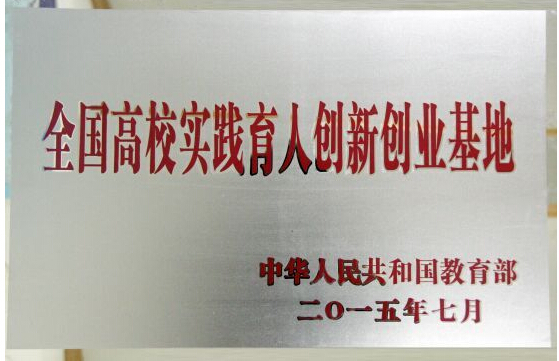 全国高校实践育人创新创业基地
中华人民共和国教育部
二〇一五年七月